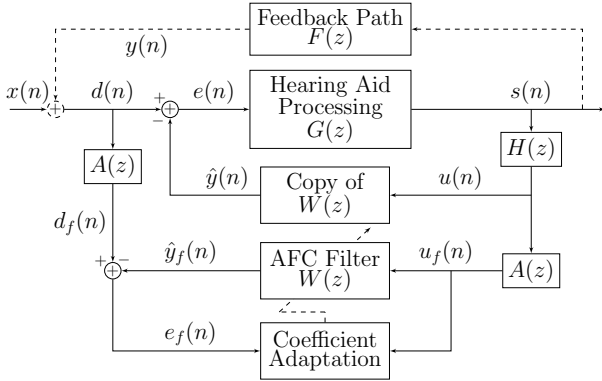 Feedback Path
F(z)
y(n)
x(n)
+
d(n)
+
−
+
e(n)
Hearing Aid
Processing
G(z)
s(n)
A(z)
H(z)
ŷ(n)
Copy of
W(z)
u(n)
d_f(n)
+
−
+
ŷ_f(n)
AFC Filter
W(z)
u_f(n)
A(z)
e_f(n)
Coefficient
Adaptation